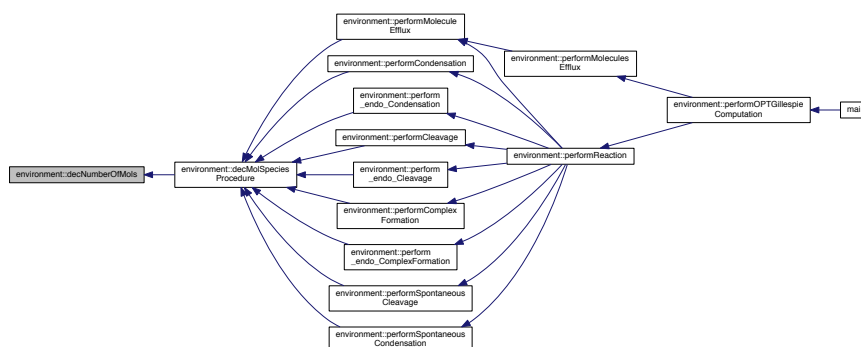 environment::performMolecule
Efflux
environment::performCondensation
environment::performMolecules
Efflux
environment::perform
_endo_Condensation
environment::performOPTGillespie
Computation
mai
environment::performCleavage
environment::performReaction
environment::decNumberOfMols
environment::decMolSpecies
Procedure
environment::perform
_endo_Cleavage
environment::performComplex
Formation
environment::perform
_endo_ComplexFormation
environment::performSpontaneous
Cleavage
environment::performSpontaneous
Condensation